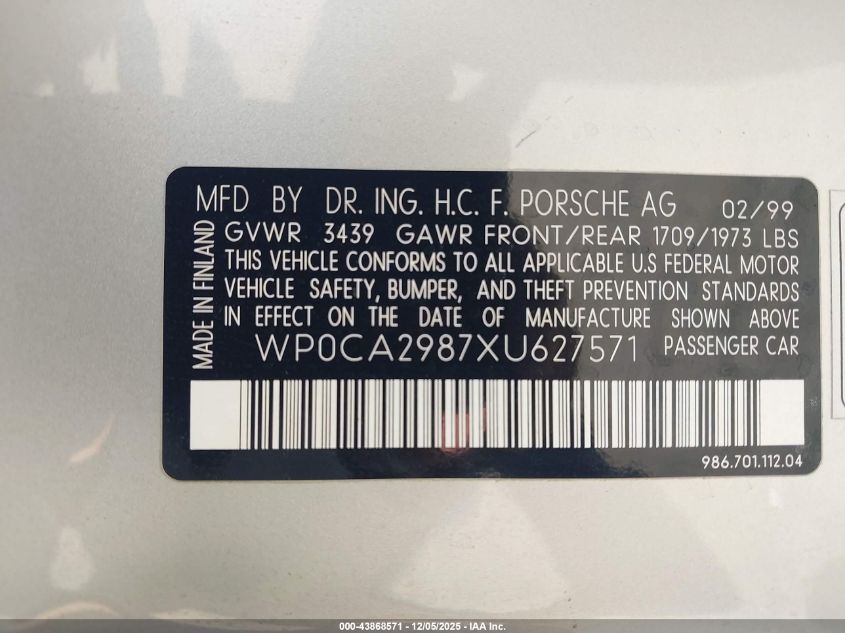 MFD BY DR. ING. H.C. F. PORSCHE AG 02/99
GVWR 3439 GAWR FRONT/REAR 1709/1973 LBS
THIS VEHICLE CONFORMS TO ALL APPLICABLE U.S FEDERAL MOTOR
VEHICLE SAFETY, BUMPER, AND THEFT PREVENTION STANDARDS
IN EFFECT ON THE DATE OF MANUFACTURE SHOWN ABOVE
WP0CA2987XU627571 PASSENGER CAR
MADE IN FINLAND
986.701.112.04
000-43868571 - 12/05/2025 - IAA Inc.